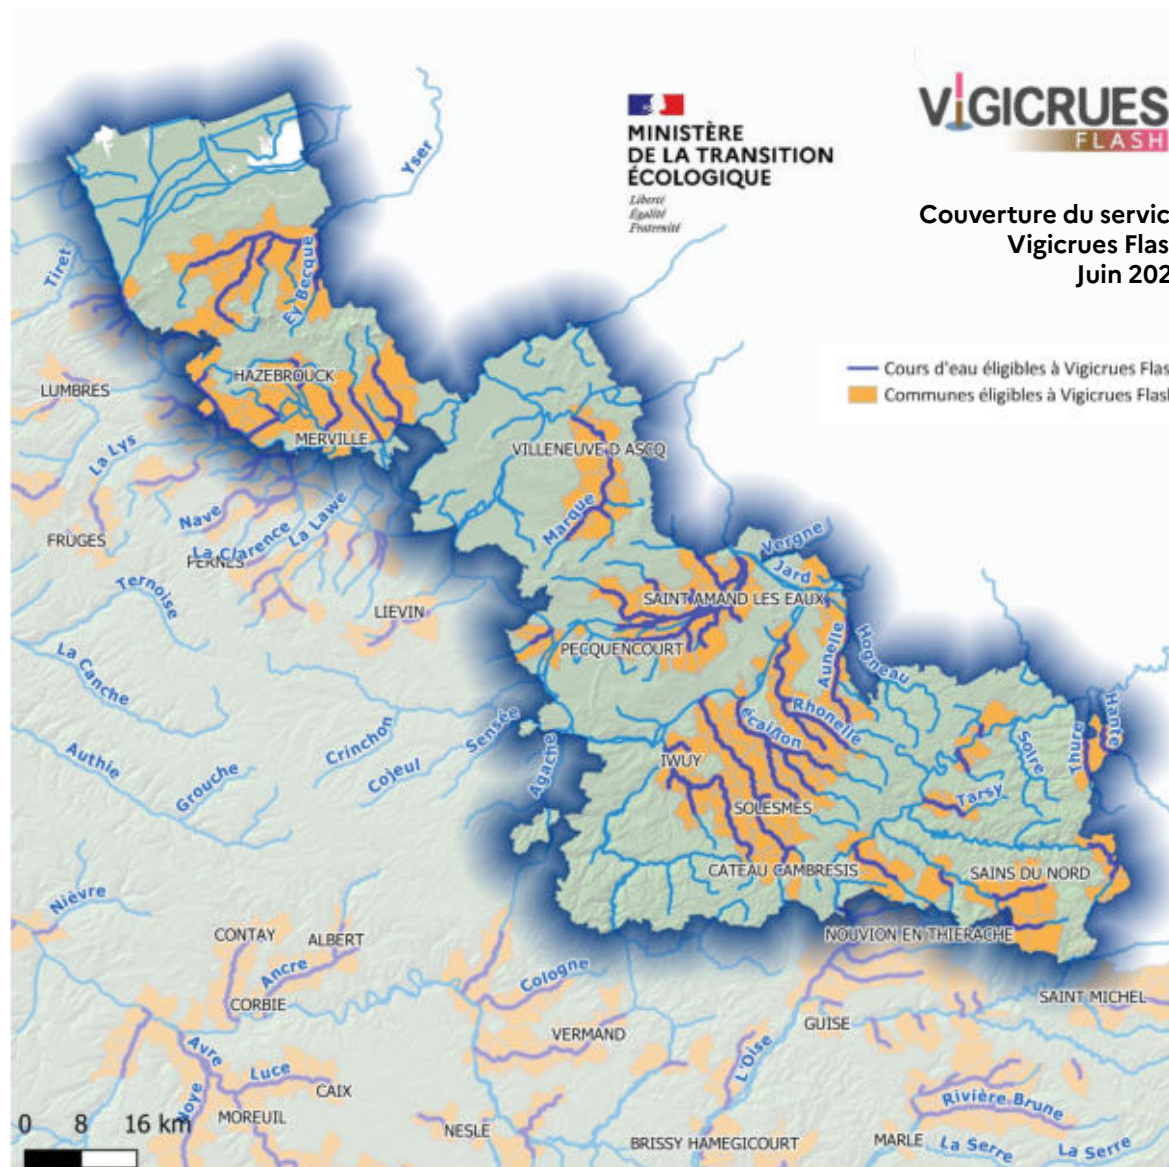 MINISTÈRE
DE LA TRANSITION
ÉCOLOGIQUE
Liberté
Égalité
Fraternité
VIGICRUES
FLASH
Couverture du servic
Vigicrues Flas
Juin 202
Cours d'eau éligibles à Vigicrues Flas
Communes éligibles à Vigicrues Flas
Yser
Ey Becque
Tiret
HAZEBROUCK
LUMBRES
MERVILLE
La Lys
VILLENEUVE D ASCQ
Nave
La Lawe
Marque
La Clarence
FRUGES
PERNES
Vergne
Jard
Ternoise
SAINT AMAND LES EAUX
LIEVIN
PECQUENCOURT
Aunelle
Hogneau
La Canche
Rhonelle
écaillon
Hante
Thure
Solre
Sensée
Agache
Crinchon
Cojeul
IWUY
Authie
Grouche
Tarsy
SOLESMES
CATEAU CAMBRESIS
SAINS DU NORD
Nièvre
CONTAY
ALBERT
NOUVION EN THIERACHE
Ancre
Cologne
CORBIE
SAINT MICHEL
VERMAND
GUISE
Avre
L'Oise
Luce
CAIX
Noye
MOREUIL
Rivière Brune
NESLE
BRISSY HAMEGICOURT
MARLE
La Serre
La Serre
0 8 16 km